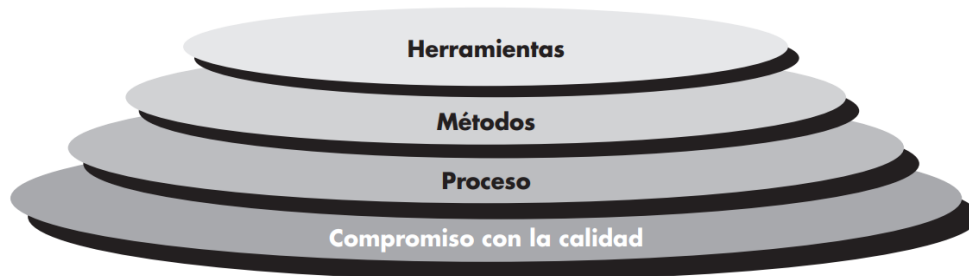 Herramientas
Métodos
Proceso
Compromiso con la calidad